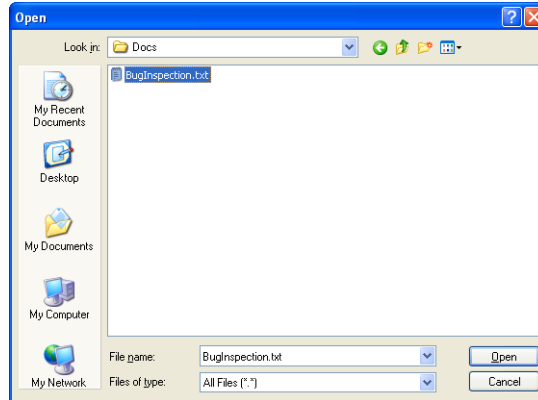 Open
Look in: Docs
BugInspection.txt
My Recent
Documents
Desktop
My Documents
My Computer
My Network
File name: BugInspection.txt Open
Files of type: All Files (*.*) Cancel